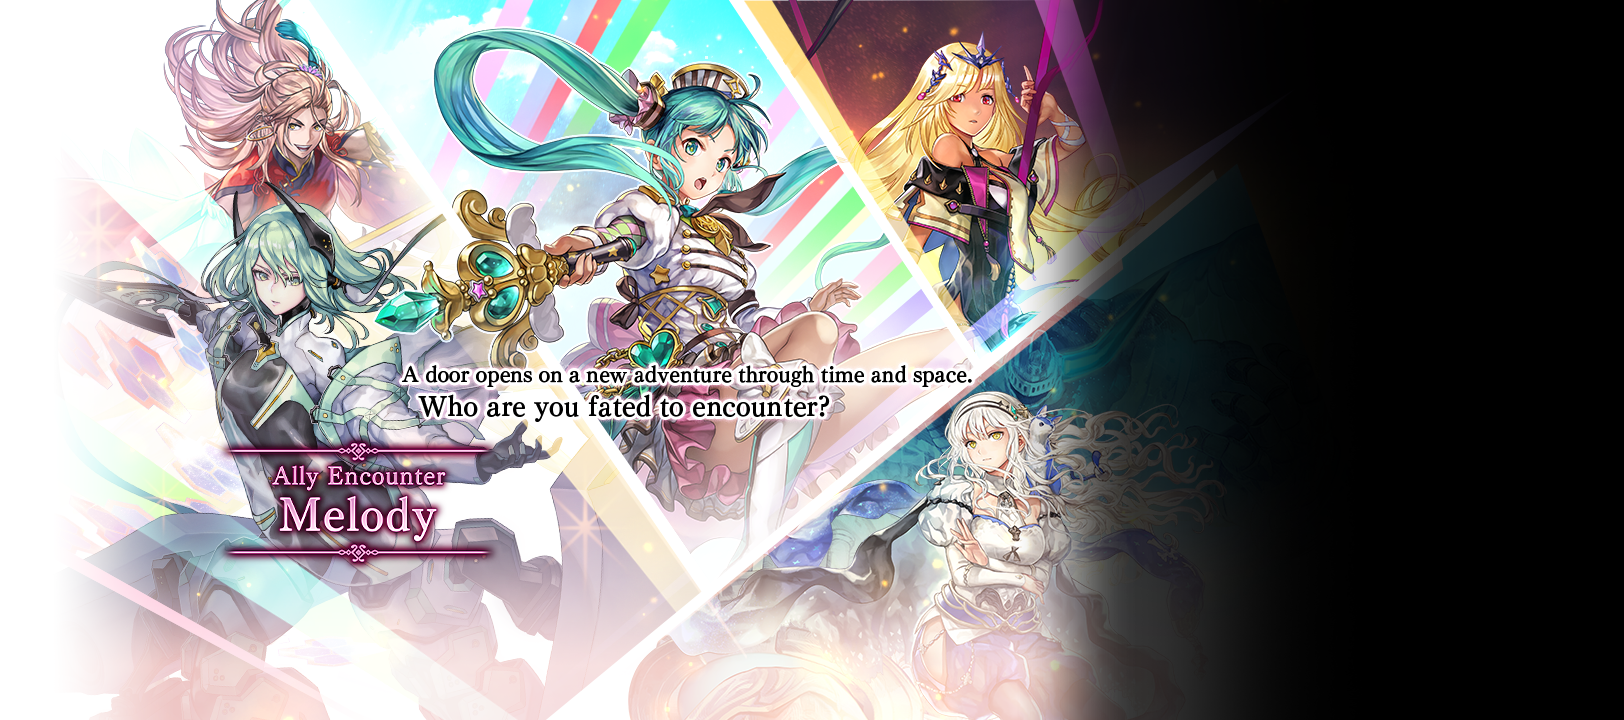 A door opens on a new adventure through time and space.
Who are you fated to encounter?
Ally Encounter
Melody